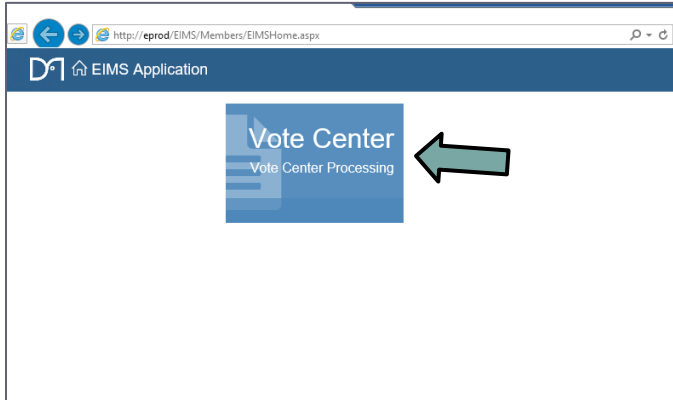 http://eprod/EIMS/Members/EIMSHome.aspx
EIMS Application
Vote Center
Vote Center Processing